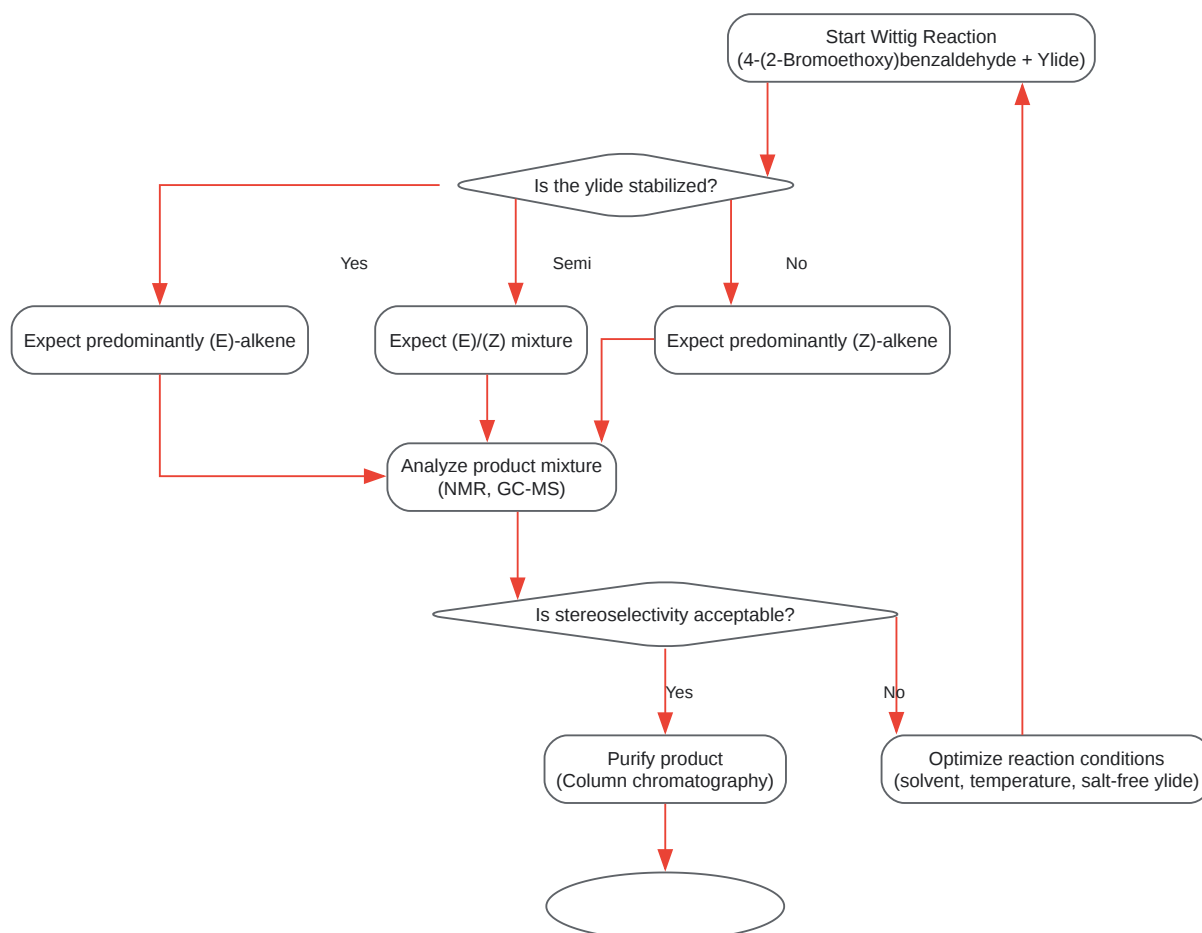 Start Wittig Reaction
(4-(2-Bromoethoxy)benzaldehyde + Ylide)
Is the ylide stabilized?
Yes
Semi
No
Expect predominantly (E)-alkene
Expect (E)/(Z) mixture
Expect predominantly (Z)-alkene
Analyze product mixture
(NMR, GC-MS)
Is stereoselectivity acceptable?
Yes
No
Purify product
(Column chromatography)
Optimize reaction conditions
(solvent, temperature, salt-free ylide)